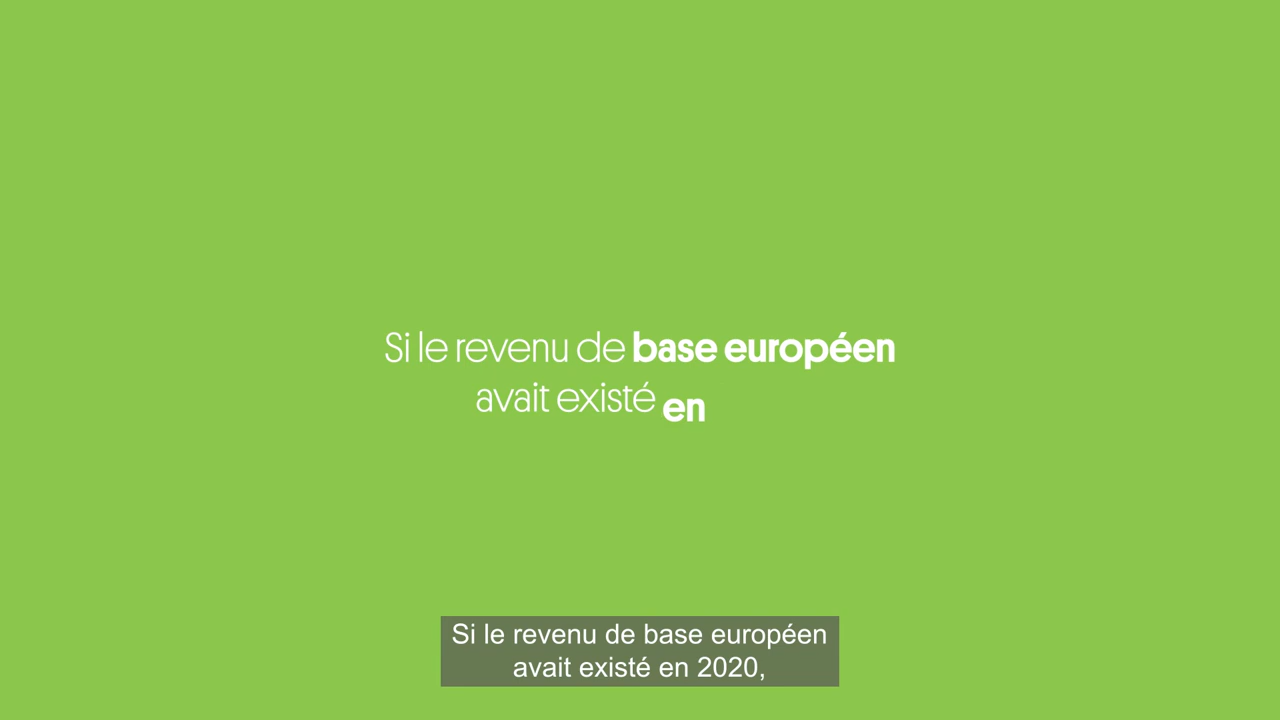 Si le revenu de base européen
avait existé en
Si le revenu de base européen
avait existé en 2020,